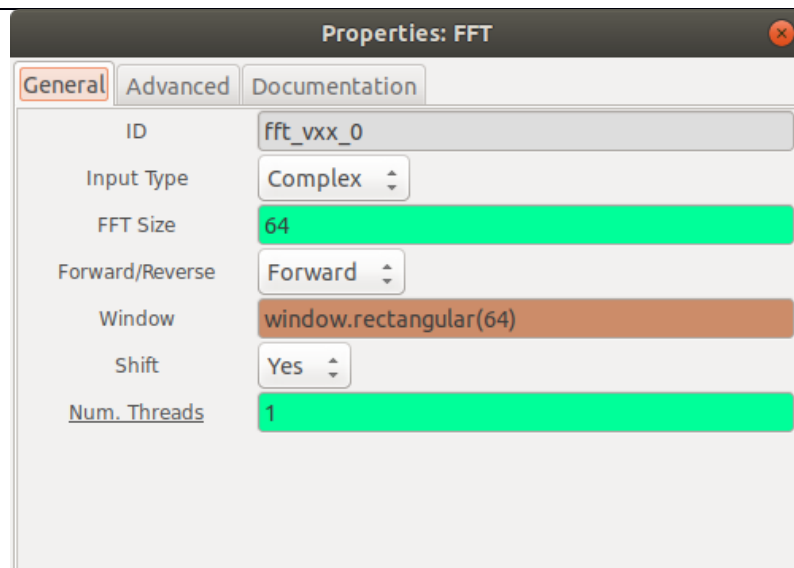 Properties: FFT
General Advanced Documentation
ID fft_vxx_0
Input Type Complex
FFT Size 64
Forward/Reverse Forward
Window window.rectangular(64)
Shift Yes
Num. Threads 1